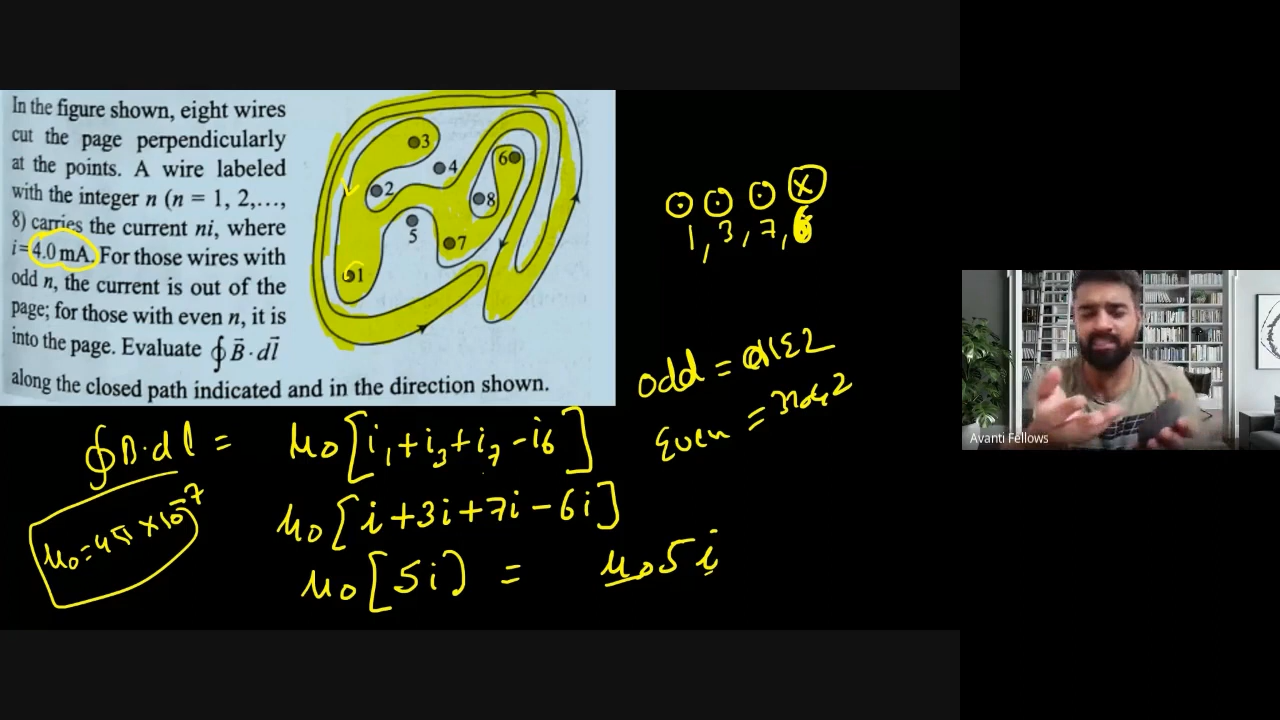 In the figure shown, eight wires
cut the page perpendicularly
at the points. A wire labeled
with the integer n (n = 1, 2,...,
8) carries the current ni, where
i=4.0 mA. For those wires with
odd n, the current is out of the
page; for those with even n, it is
into the page. Evaluate ∮B̄·dl̄
along the closed path indicated and in the direction shown.
3
4
6
2
8
5
7
1
⊙ ⊙ ⊙ ⊗
1, 3, 7, 6
odd =
Even =
∮B·dl = μ0[i₁+i₃+i₇-i6]
μ0=4π×10⁻⁷
μ0[i+3i+7i-6i]
μ0[5i) = μ05i
Avanti Fellows